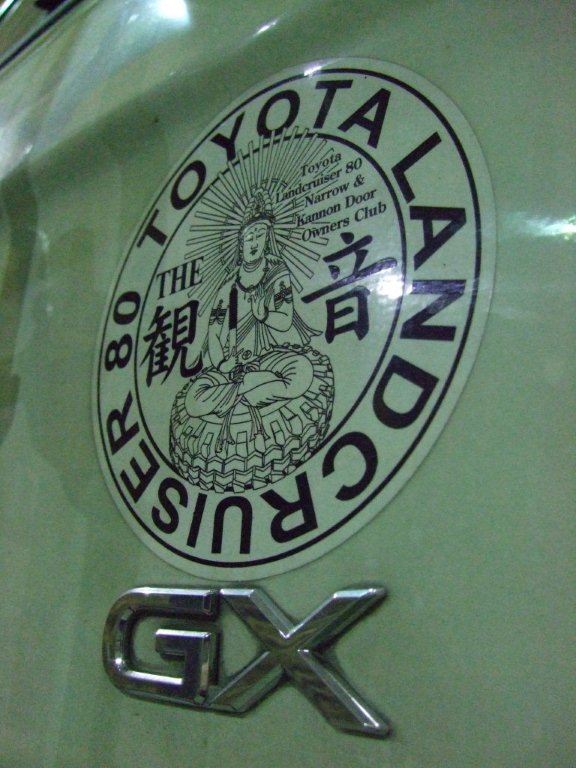 TOYOTA LANDCRUISER 80
Toyota
Landcruiser 80
Narrow &
Kannon Door
Owners Club
THE
観音
GX